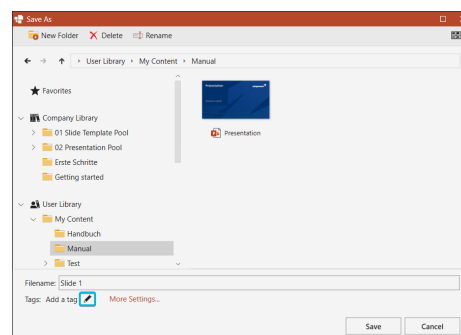 Save As
New Folder Delete Rename
User Library My Content Manual
Favorites
Company Library
01 Slide Template Pool
02 Presentation Pool
Erste Schritte
Getting started
User Library
My Content
Handbuch
Manual
Test
Presentation
Presentation
Filename: Slide 1
Tags: Add a tag More Settings...
Save Cancel